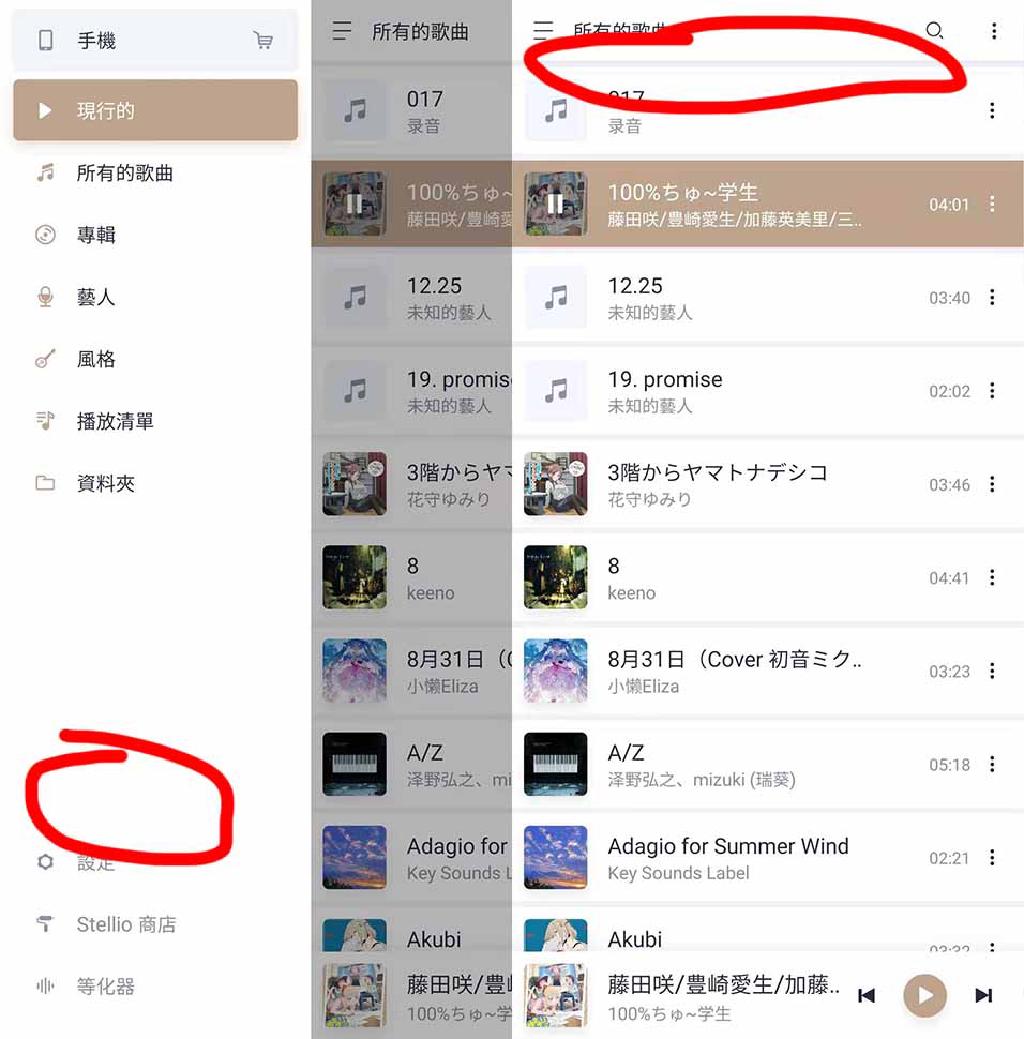 手機
現行的
所有的歌曲
專輯
藝人
風格
播放清單
資料夾
設定
Stellio 商店
等化器
所有的歌曲
017
录音
100%ちゅ~
藤田咲/豊崎愛
12.25
未知的藝人
19. promis
未知的藝人
3階からヤマ
花守ゆみり
8
keeno
8月31日（C
小懒Eliza
A/Z
泽野弘之、mi
Adagio for
Key Sounds L
Akubi
藤田咲/豊
100%ちゅ~学
所有的歌曲
017
录音
100%ちゅ~学生
藤田咲/豊崎愛生/加藤英美里/三..
04:01
12.25
未知的藝人
03:40
19. promise
未知的藝人
02:02
3階からヤマトナデシコ
花守ゆみり
03:46
8
keeno
04:41
8月31日（Cover 初音ミク..
小懒Eliza
03:23
A/Z
泽野弘之、mizuki (瑞葵)
05:18
Adagio for Summer Wind
Key Sounds Label
02:21
Akubi
03:32
藤田咲/豊崎愛生/加藤..
100%ちゅ~学生